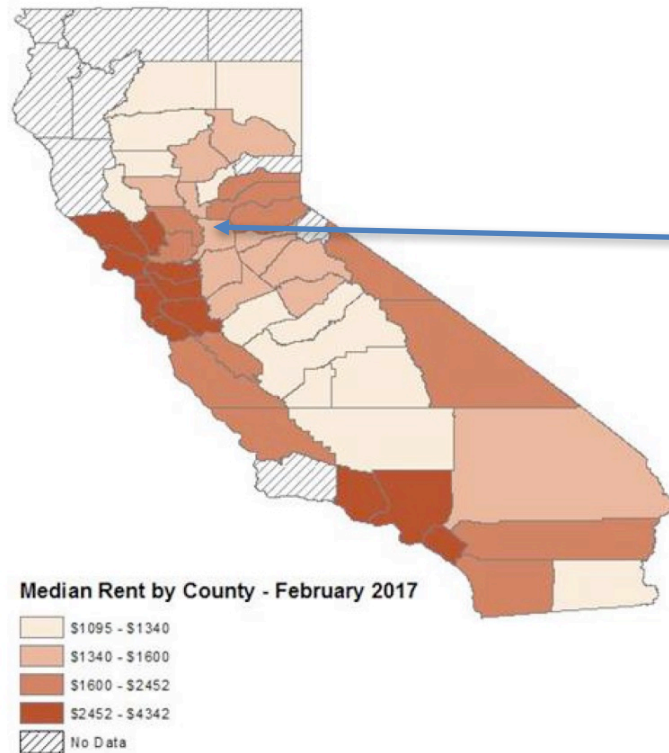 Median Rent by County - February 2017
$1095 - $1340
$1340 - $1600
$1600 - $2452
$2452 - $4342
No Data